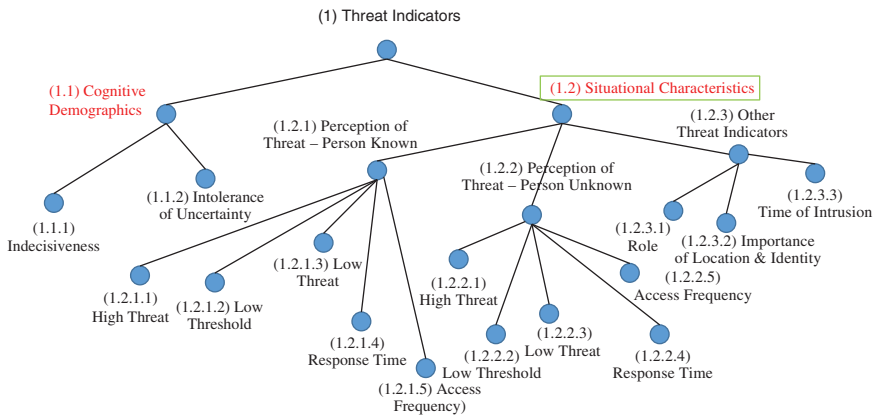 (1) Threat Indicators
(1.1) Cognitive
Demographics
(1.2) Situational Characteristics
(1.2.1) Perception of
Threat – Person Known
(1.2.3) Other
Threat Indicators
(1.1.2) Intolerance
of Uncertainty
(1.2.2) Perception of
Threat – Person Unknown
(1.2.3.3)
Time of Intrusion
(1.1.1)
Indecisiveness
(1.2.3.1)
Role
(1.2.3.2) Importance
of Location & Identity
(1.2.1.1)
High Threat
(1.2.1.2) Low
Threshold
(1.2.1.3) Low
Threat
(1.2.1.4)
Response Time
(1.2.1.5) Access
Frequency)
(1.2.2.1)
High Threat
(1.2.2.2)
Low Threshold
(1.2.2.3)
Low Threat
(1.2.2.5)
Access Frequency
(1.2.2.4)
Response Time